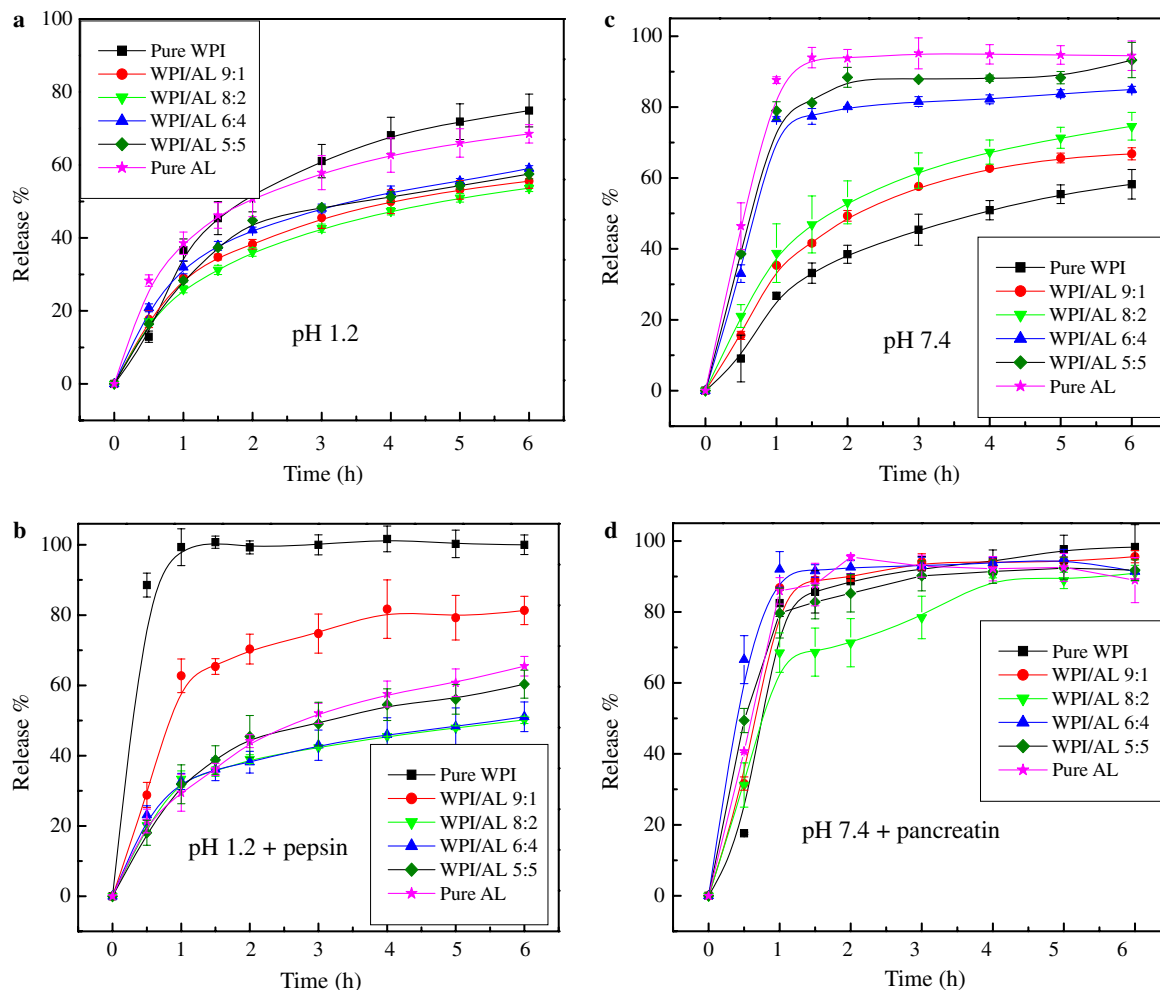 a
100
80
60
40
20
0
Release %
Pure WPI
WPI/AL 9:1
WPI/AL 8:2
WPI/AL 6:4
WPI/AL 5:5
Pure AL
pH 1.2
0 1 2 3 4 5 6
Time (h)
c
100
80
60
40
20
0
Release %
Pure WPI
WPI/AL 9:1
WPI/AL 8:2
WPI/AL 6:4
WPI/AL 5:5
Pure AL
pH 7.4
0 1 2 3 4 5 6
Time (h)
b
100
80
60
40
20
0
Release %
Pure WPI
WPI/AL 9:1
WPI/AL 8:2
WPI/AL 6:4
WPI/AL 5:5
Pure AL
pH 1.2 + pepsin
0 1 2 3 4 5 6
Time (h)
d
100
80
60
40
20
0
Release %
Pure WPI
WPI/AL 9:1
WPI/AL 8:2
WPI/AL 6:4
WPI/AL 5:5
Pure AL
pH 7.4 + pancreatin
0 1 2 3 4 5 6
Time (h)